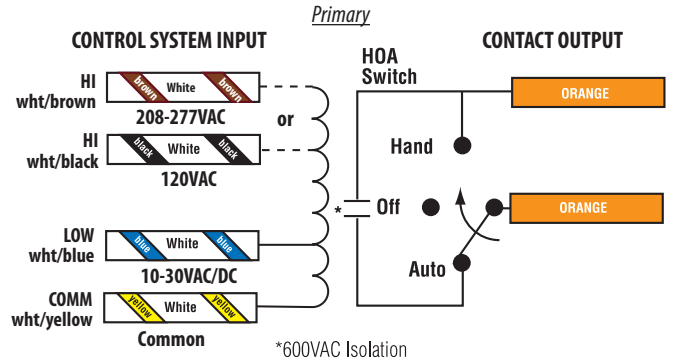 Primary
CONTROL SYSTEM INPUT
CONTACT OUTPUT
HI
wht/brown
brown White brown
208-277VAC
or
HI
wht/black
black White black
120VAC
LOW
wht/blue
blue White blue
10-30VAC/DC
COMM
wht/yellow
yellow White yellow
Common
HOA
Switch
ORANGE
Hand
* Off
ORANGE
Auto
*600VAC Isolation